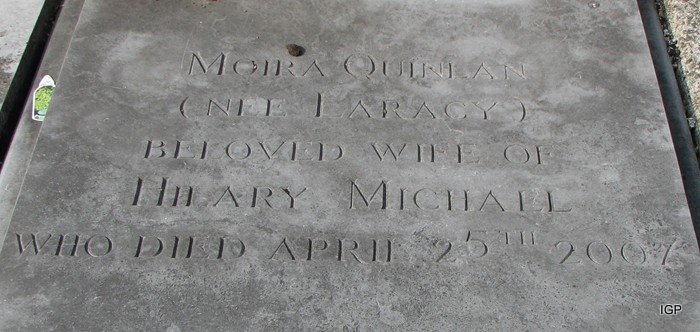 MOIRA QUINLAN
(NEE LARACY)
BELOVED WIFE OF
HILARY MICHAEL
WHO DIED APRIL 25TH 2007
IGP